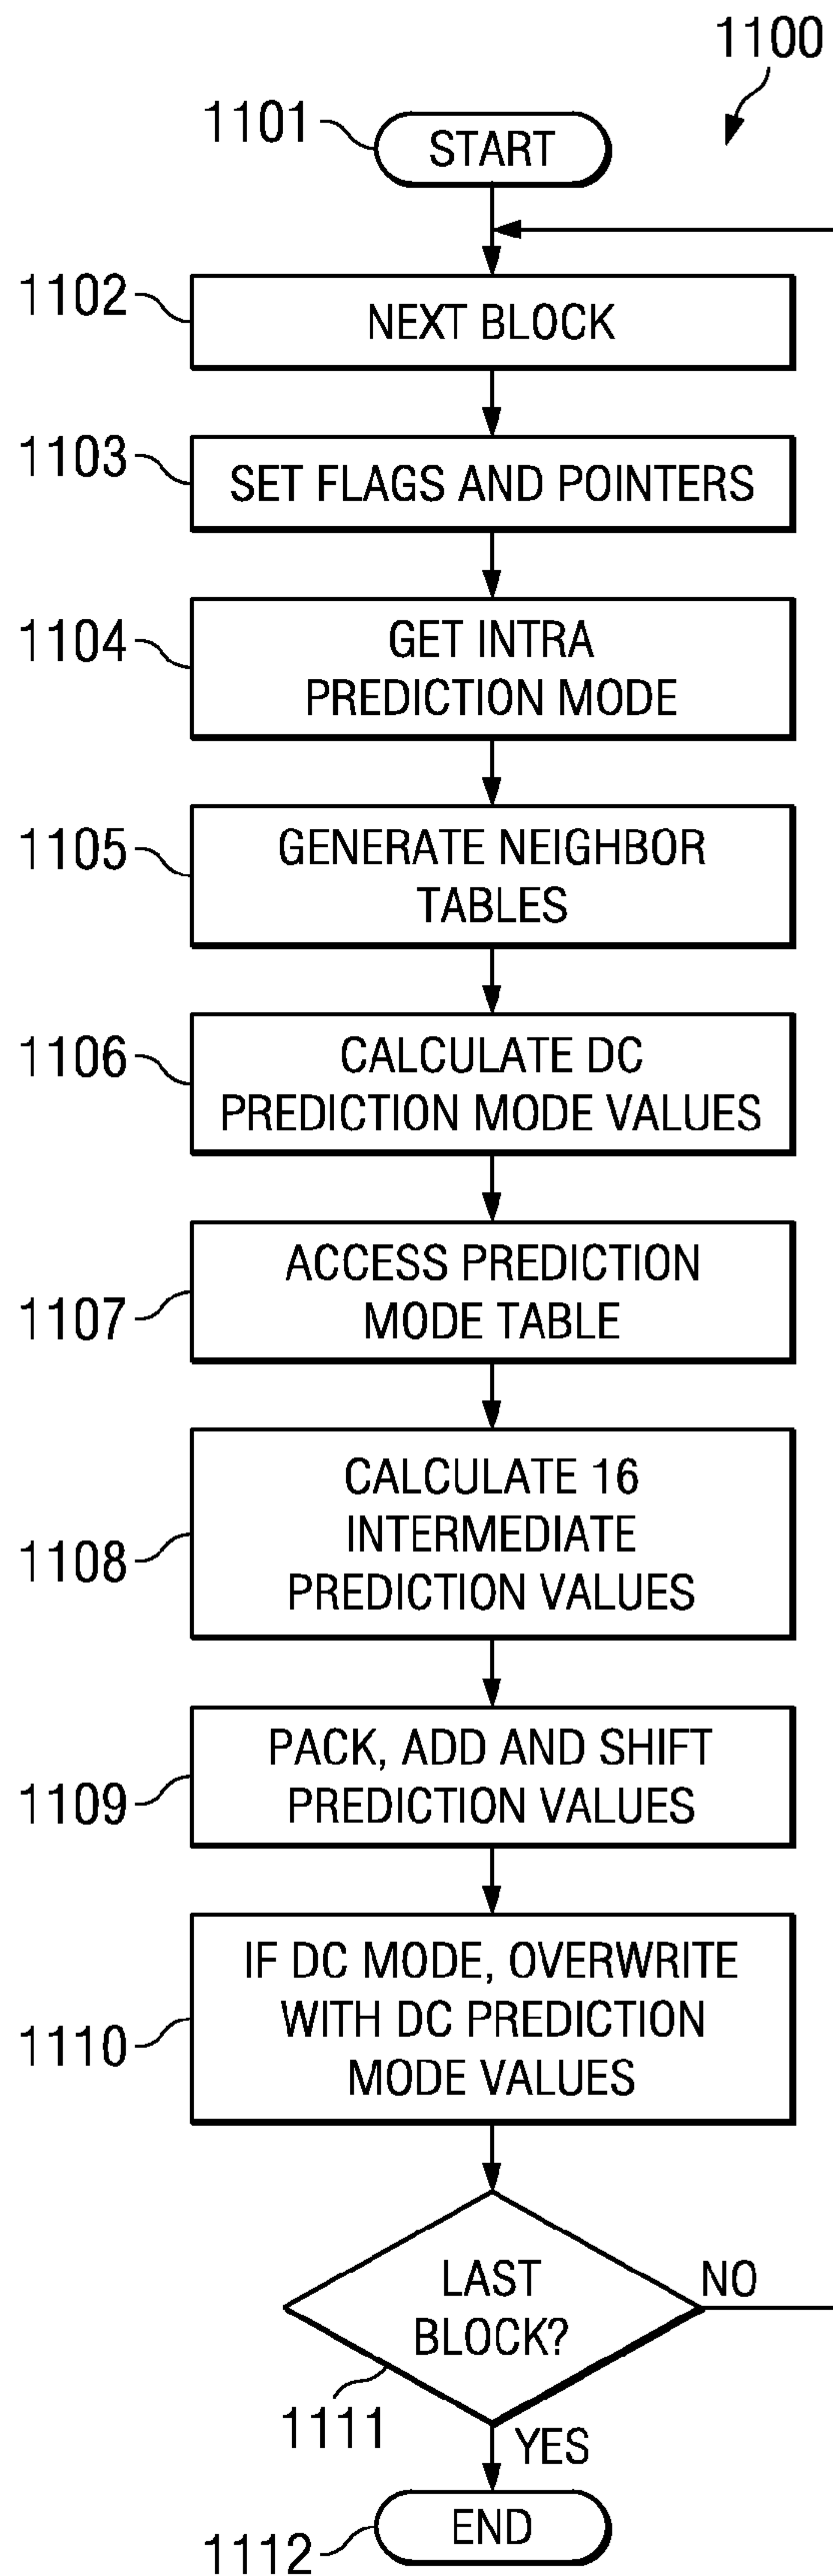 1100
1101
START
1102
NEXT BLOCK
1103
SET FLAGS AND POINTERS
1104
GET INTRA
PREDICTION MODE
1105
GENERATE NEIGHBOR
TABLES
1106
CALCULATE DC
PREDICTION MODE VALUES
1107
ACCESS PREDICTION
MODE TABLE
1108
CALCULATE 16
INTERMEDIATE
PREDICTION VALUES
1109
PACK, ADD AND SHIFT
PREDICTION VALUES
1110
IF DC MODE, OVERWRITE
WITH DC PREDICTION
MODE VALUES
LAST
BLOCK?
NO
1111
YES
END
1112